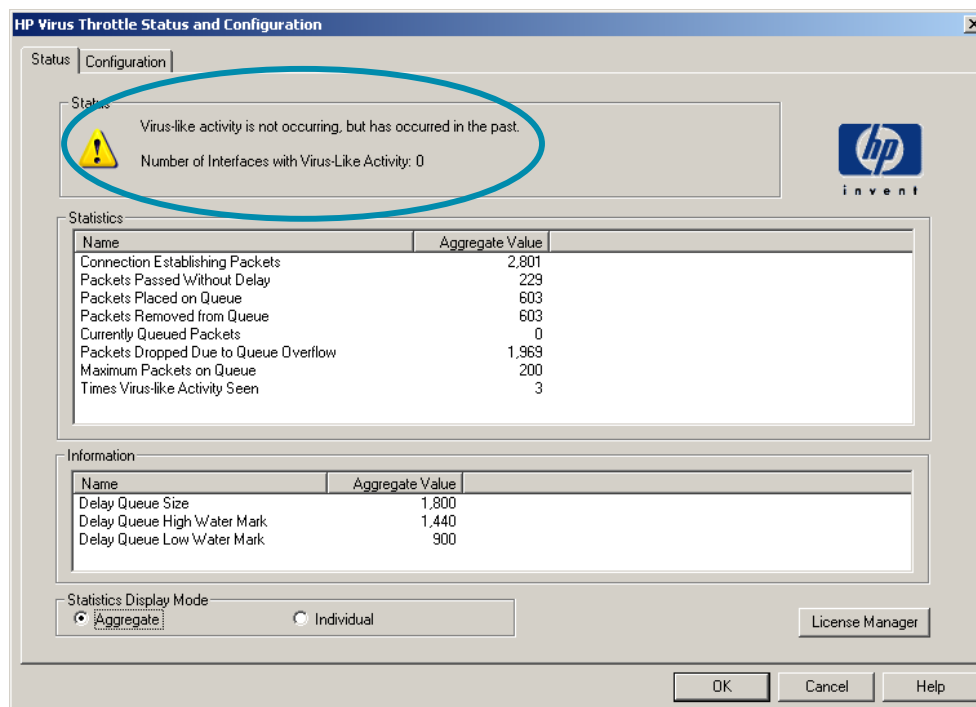 HP Virus Throttle Status and Configuration
Status Configuration
Status
Virus-like activity is not occurring, but has occurred in the past.
Number of Interfaces with Virus-Like Activity: 0
hp
invent
Statistics
Name Aggregate Value
Connection Establishing Packets 2,801
Packets Passed Without Delay 229
Packets Placed on Queue 603
Packets Removed from Queue 603
Currently Queued Packets 0
Packets Dropped Due to Queue Overflow 1,969
Maximum Packets on Queue 200
Times Virus-like Activity Seen 3
Information
Name Aggregate Value
Delay Queue Size 1,800
Delay Queue High Water Mark 1,440
Delay Queue Low Water Mark 900
Statistics Display Mode
Aggregate Individual
License Manager
OK Cancel Help